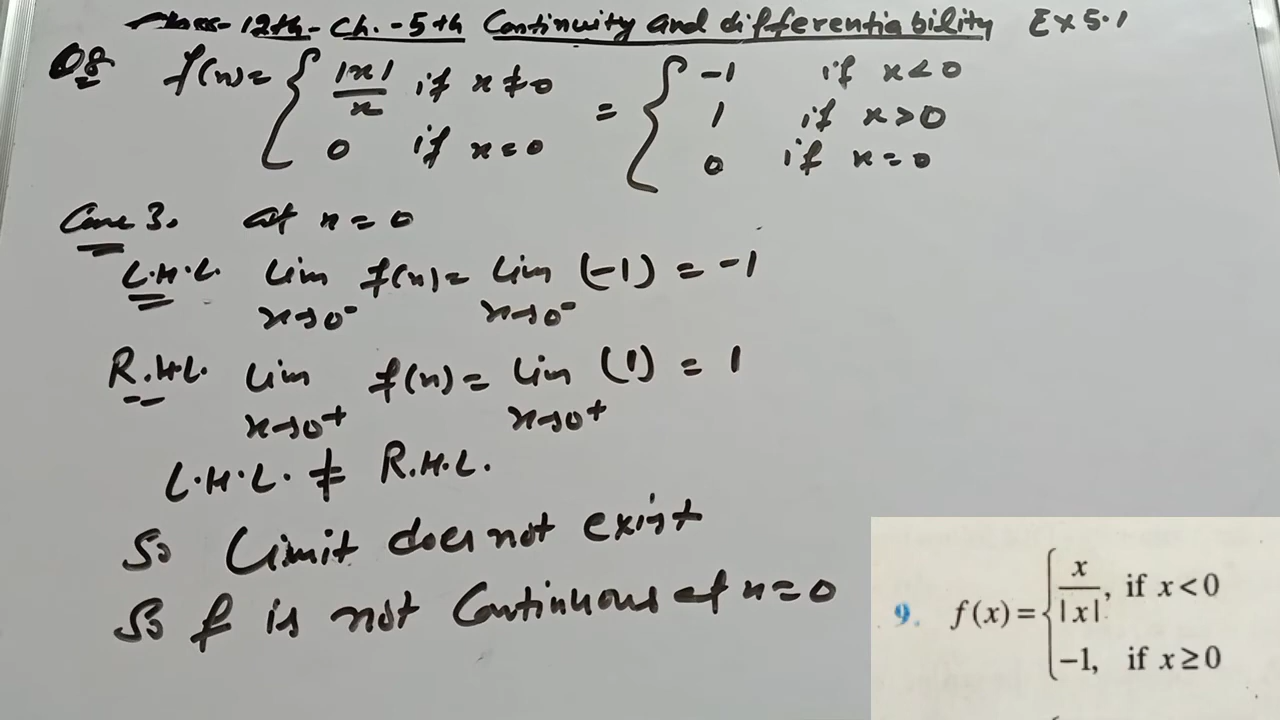 Class-12th-Ch.-5th Continuity and differentiability Ex 5.1
Q8 f(x) = { |x|/x if x ≠ 0 = { -1 if x < 0
1 if x > 0
0 if x = 0 0 if x = 0
Case 3. at x = 0
L.H.L. Lim x→0⁻ f(x) = Lim x→0⁻ (-1) = -1
R.H.L. Lim x→0⁺ f(x) = Lim x→0⁺ (1) = 1
L.H.L. ≠ R.H.L.
So Limit does not exist
So f is not Continuous at x = 0
9. f(x) = { x/|x|, if x < 0
-1, if x ≥ 0